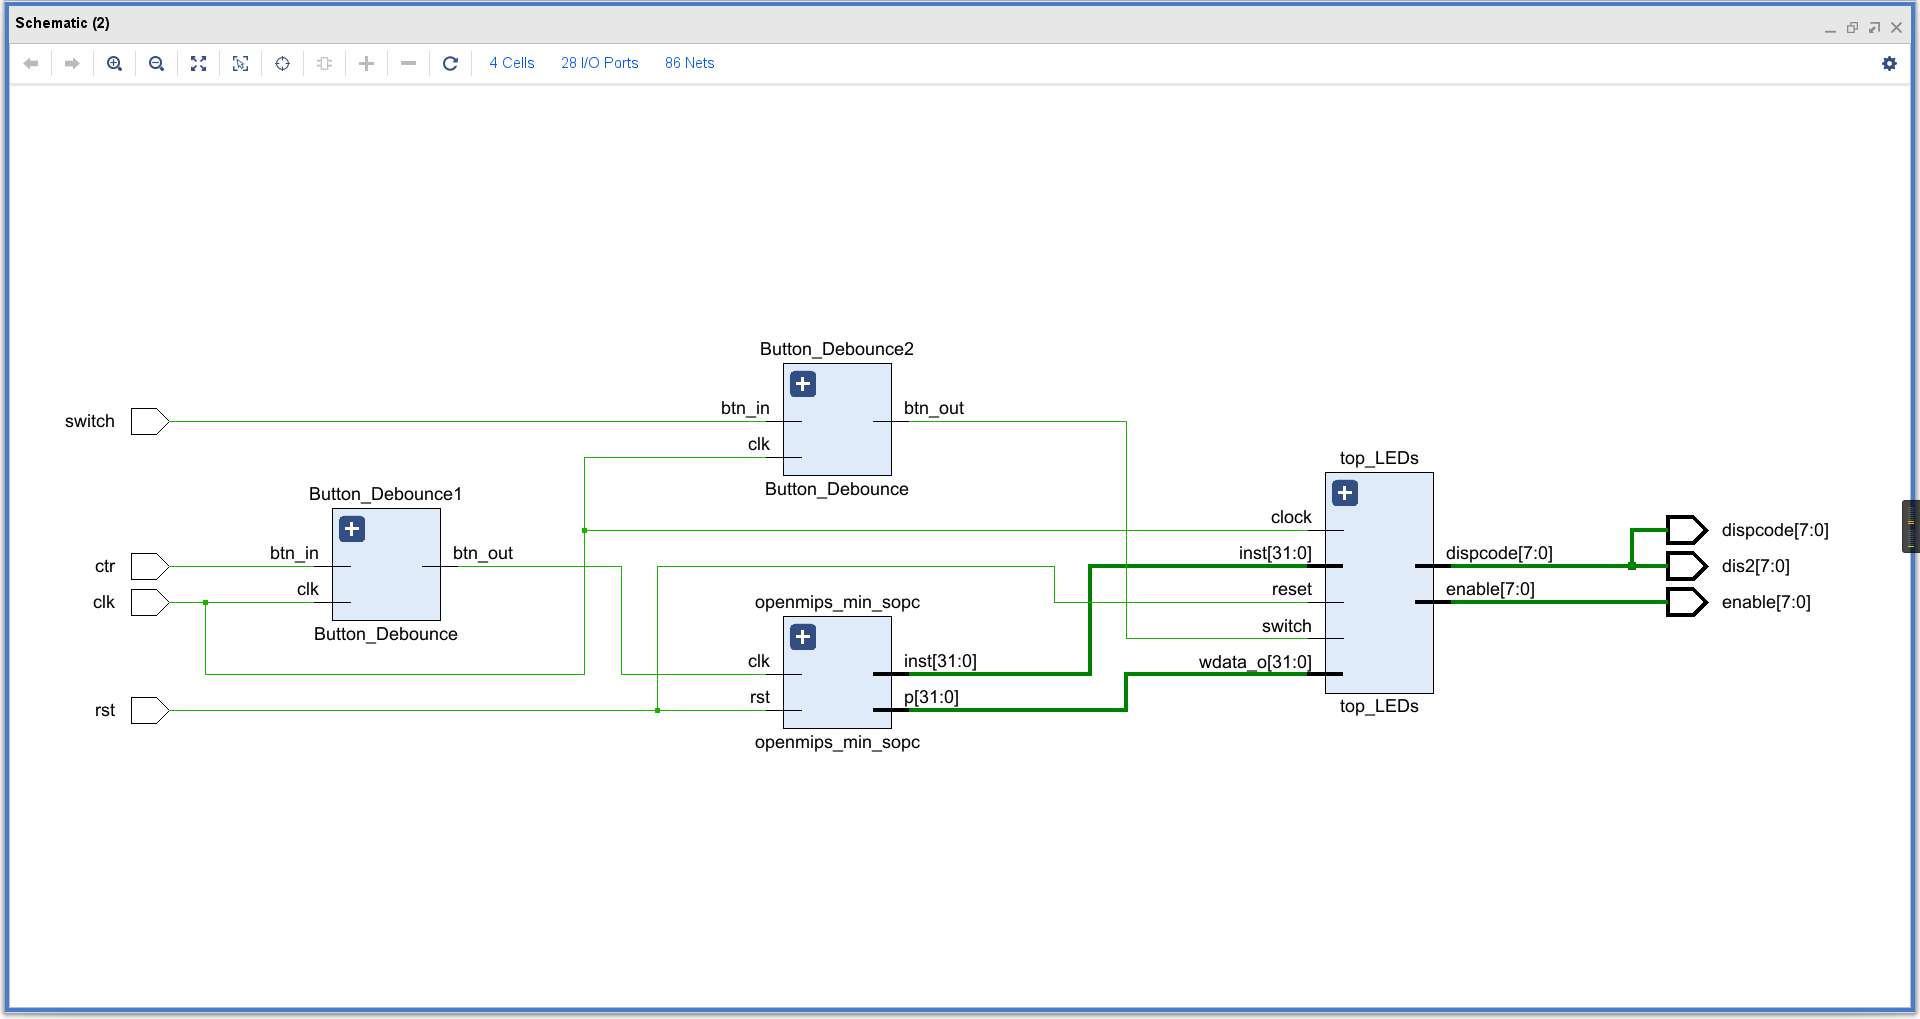 Schematic (2)
4 Cells 28 I/O Ports 86 Nets
Button_Debounce2
switch
btn_in
btn_out
clk
Button_Debounce
Button_Debounce1
ctr
btn_in
btn_out
clk
clk
Button_Debounce
rst
openmips_min_sopc
clk
inst[31:0]
rst
p[31:0]
openmips_min_sopc
top_LEDs
clock
inst[31:0]
reset
switch
wdata_o[31:0]
dispcode[7:0]
enable[7:0]
top_LEDs
dispcode[7:0]
dis2[7:0]
enable[7:0]